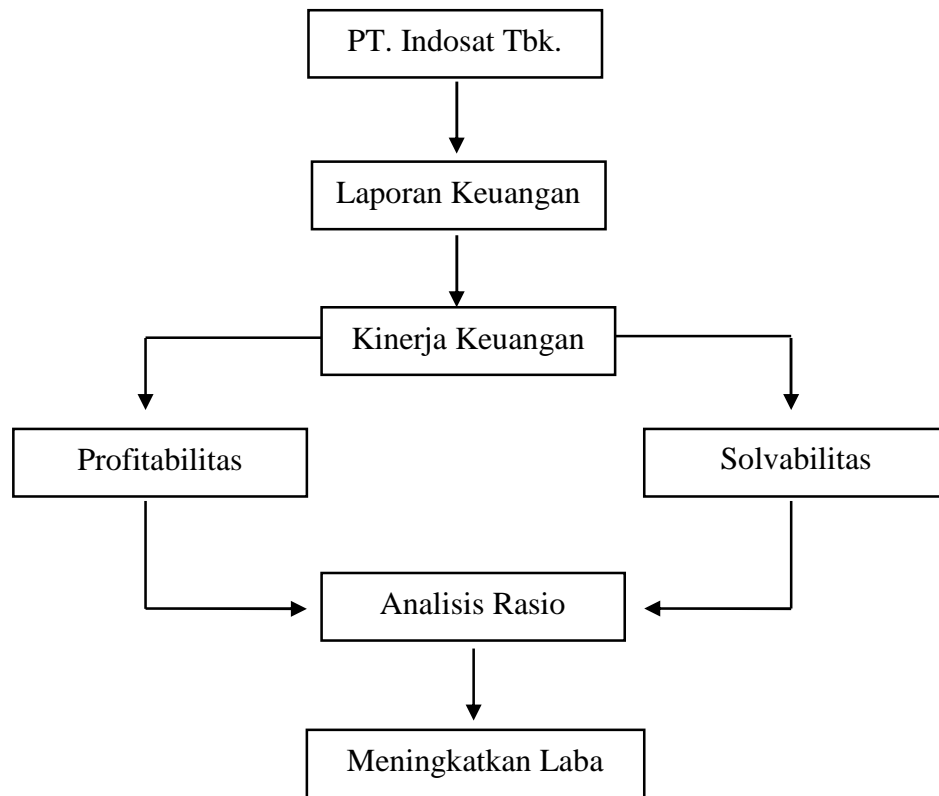 PT. Indosat Tbk.
Laporan Keuangan
Kinerja Keuangan
Profitabilitas
Solvabilitas
Analisis Rasio
Meningkatkan Laba